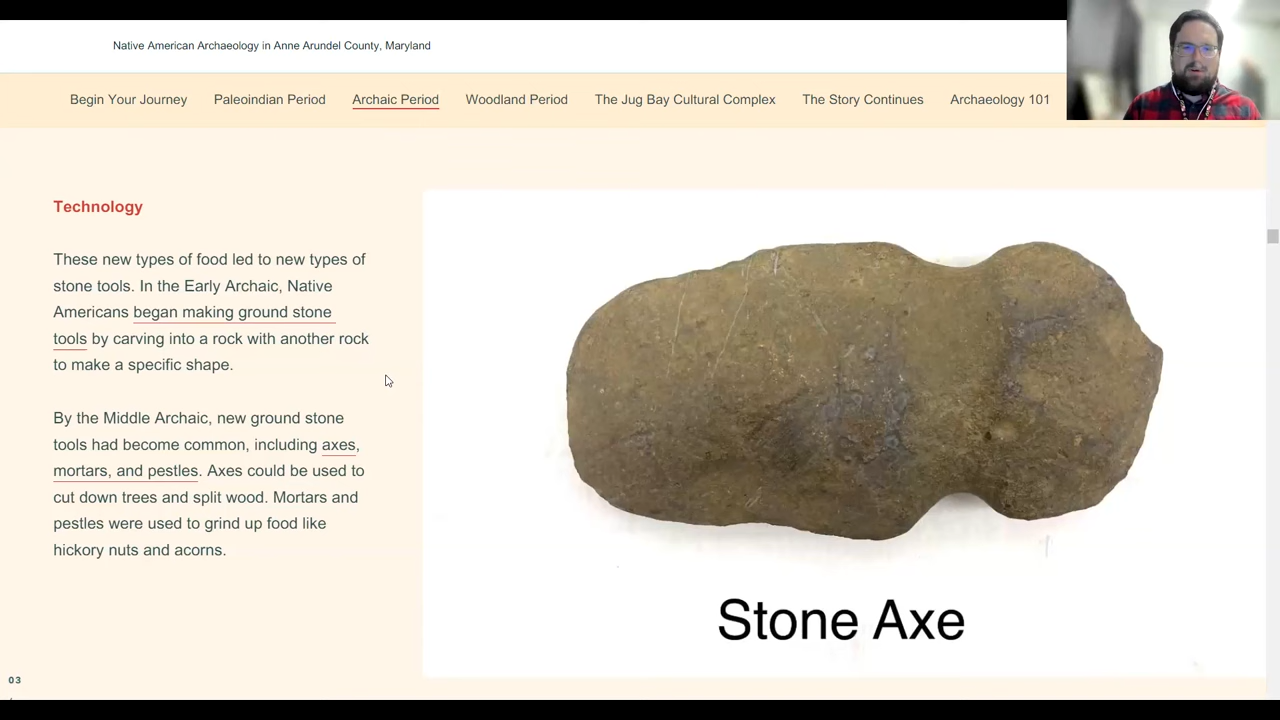 Native American Archaeology in Anne Arundel County, Maryland
Begin Your Journey Paleoindian Period Archaic Period Woodland Period The Jug Bay Cultural Complex The Story Continues Archaeology 101
Technology
These new types of food led to new types of
stone tools. In the Early Archaic, Native
Americans began making ground stone
tools by carving into a rock with another rock
to make a specific shape.
By the Middle Archaic, new ground stone
tools had become common, including axes,
mortars, and pestles. Axes could be used to
cut down trees and split wood. Mortars and
pestles were used to grind up food like
hickory nuts and acorns.
Stone Axe
03